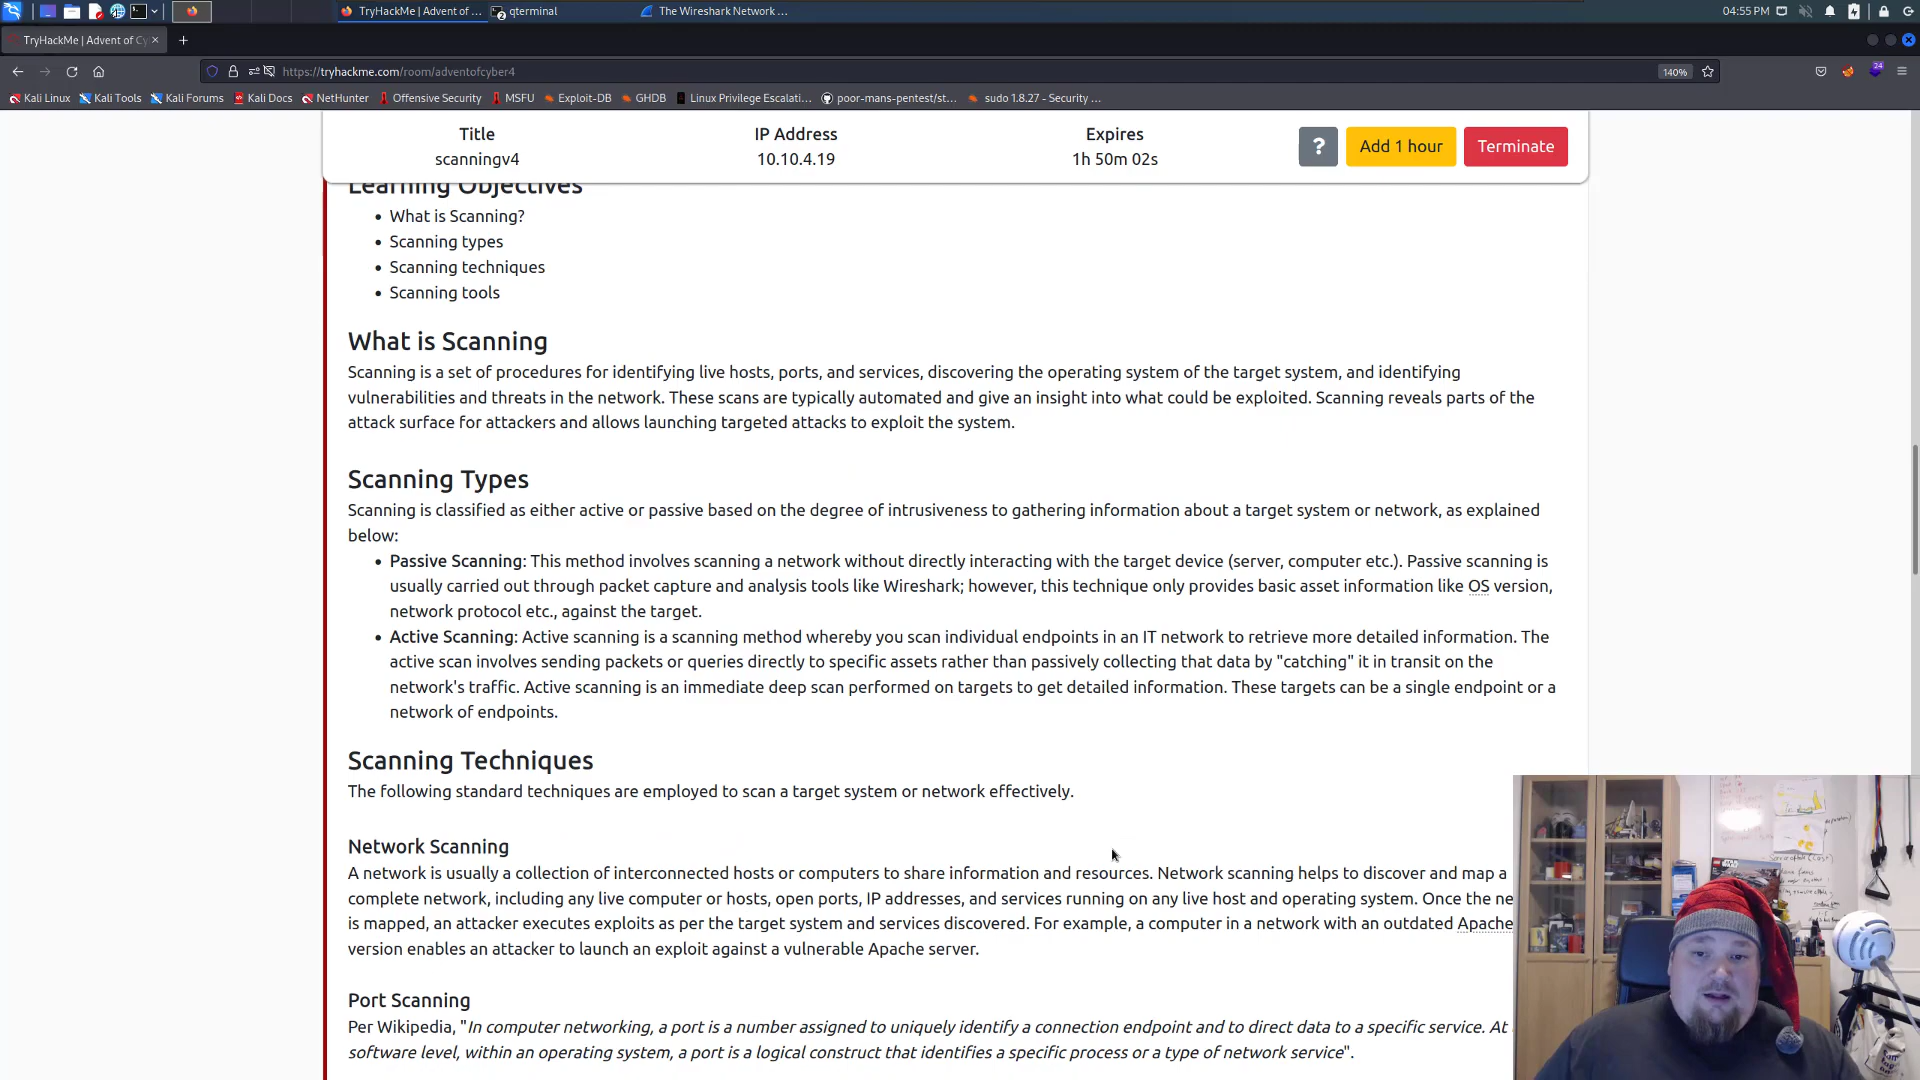 TryHackMe | Advent of ...
qterminal
The Wireshark Network ...
04:55 PM
TryHackMe | Advent of Cy
https://tryhackme.com/room/adventofcyber4
140%
24
Kali Linux
Kali Tools
Kali Forums
Kali Docs
NetHunter
Offensive Security
MSFU
Exploit-DB
GHDB
Linux Privilege Escalati...
poor-mans-pentest/st...
sudo 1.8.27 - Security ...
Title
scanningv4
IP Address
10.10.4.19
Expires
1h 50m 02s
?
Add 1 hour
Terminate
Learning Objectives
• What is Scanning?
• Scanning types
• Scanning techniques
• Scanning tools
What is Scanning
Scanning is a set of procedures for identifying live hosts, ports, and services, discovering the operating system of the target system, and identifying
vulnerabilities and threats in the network. These scans are typically automated and give an insight into what could be exploited. Scanning reveals parts of the
attack surface for attackers and allows launching targeted attacks to exploit the system.
Scanning Types
Scanning is classified as either active or passive based on the degree of intrusiveness to gathering information about a target system or network, as explained
below:
• Passive Scanning: This method involves scanning a network without directly interacting with the target device (server, computer etc.). Passive scanning is
usually carried out through packet capture and analysis tools like Wireshark; however, this technique only provides basic asset information like OS version,
network protocol etc., against the target.
• Active Scanning: Active scanning is a scanning method whereby you scan individual endpoints in an IT network to retrieve more detailed information. The
active scan involves sending packets or queries directly to specific assets rather than passively collecting that data by "catching" it in transit on the
network's traffic. Active scanning is an immediate deep scan performed on targets to get detailed information. These targets can be a single endpoint or a
network of endpoints.
Scanning Techniques
The following standard techniques are employed to scan a target system or network effectively.
Network Scanning
A network is usually a collection of interconnected hosts or computers to share information and resources. Network scanning helps to discover and map a
complete network, including any live computer or hosts, open ports, IP addresses, and services running on any live host and operating system. Once the ne
is mapped, an attacker executes exploits as per the target system and services discovered. For example, a computer in a network with an outdated Apache
version enables an attacker to launch an exploit against a vulnerable Apache server.
Port Scanning
Per Wikipedia, "In computer networking, a port is a number assigned to uniquely identify a connection endpoint and to direct data to a specific service. At
software level, within an operating system, a port is a logical construct that identifies a specific process or a type of network service".